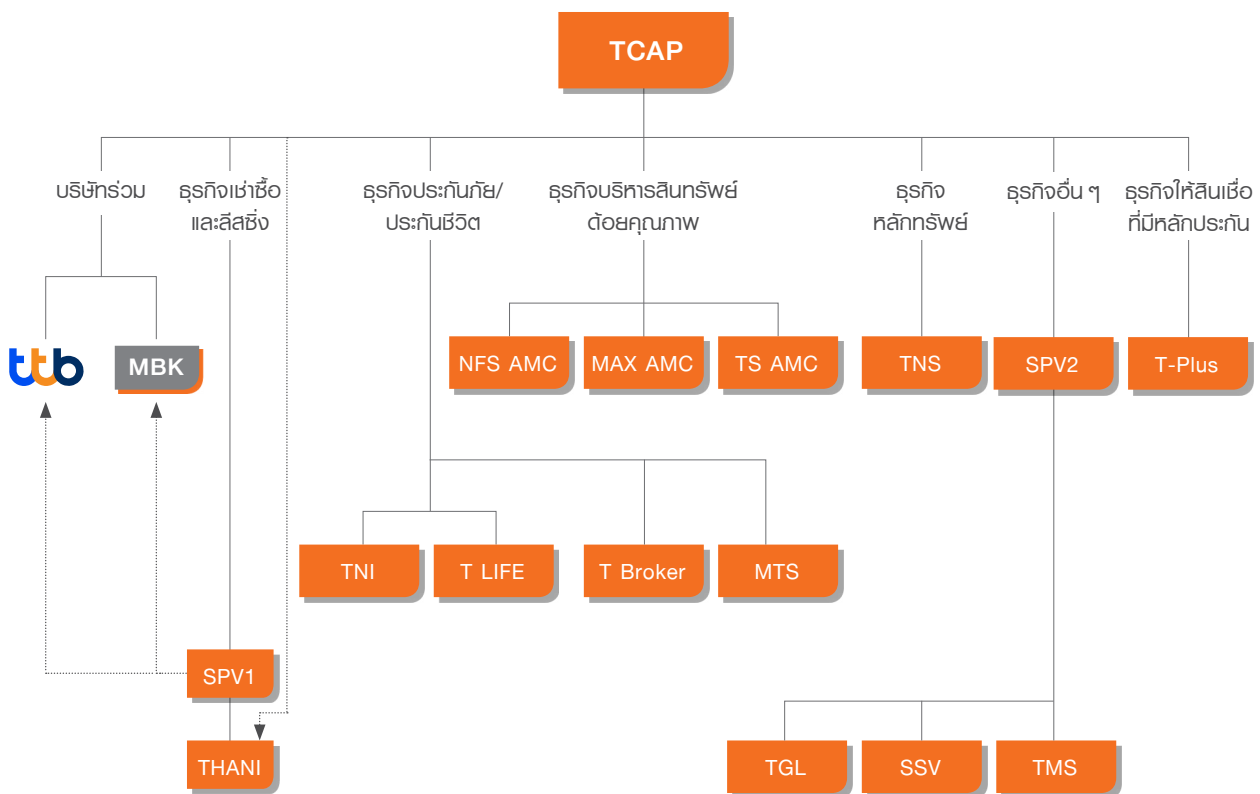 TCAP
บริษัทร่วม
ธุรกิจเช่าซื้อ
และลีสซิ่ง
ธุรกิจประกันภัย/
ประกันชีวิต
ธุรกิจบริหารสินทรัพย์
ด้อยคุณภาพ
ธุรกิจ
หลักทรัพย์
ธุรกิจอื่น ๆ
ธุรกิจให้สินเชื่อ
ที่มีหลักประกัน
ttb
MBK
NFS AMC
MAX AMC
TS AMC
TNS
SPV2
T-Plus
TNI
T LIFE
T Broker
MTS
SPV1
THANI
TGL
SSV
TMS